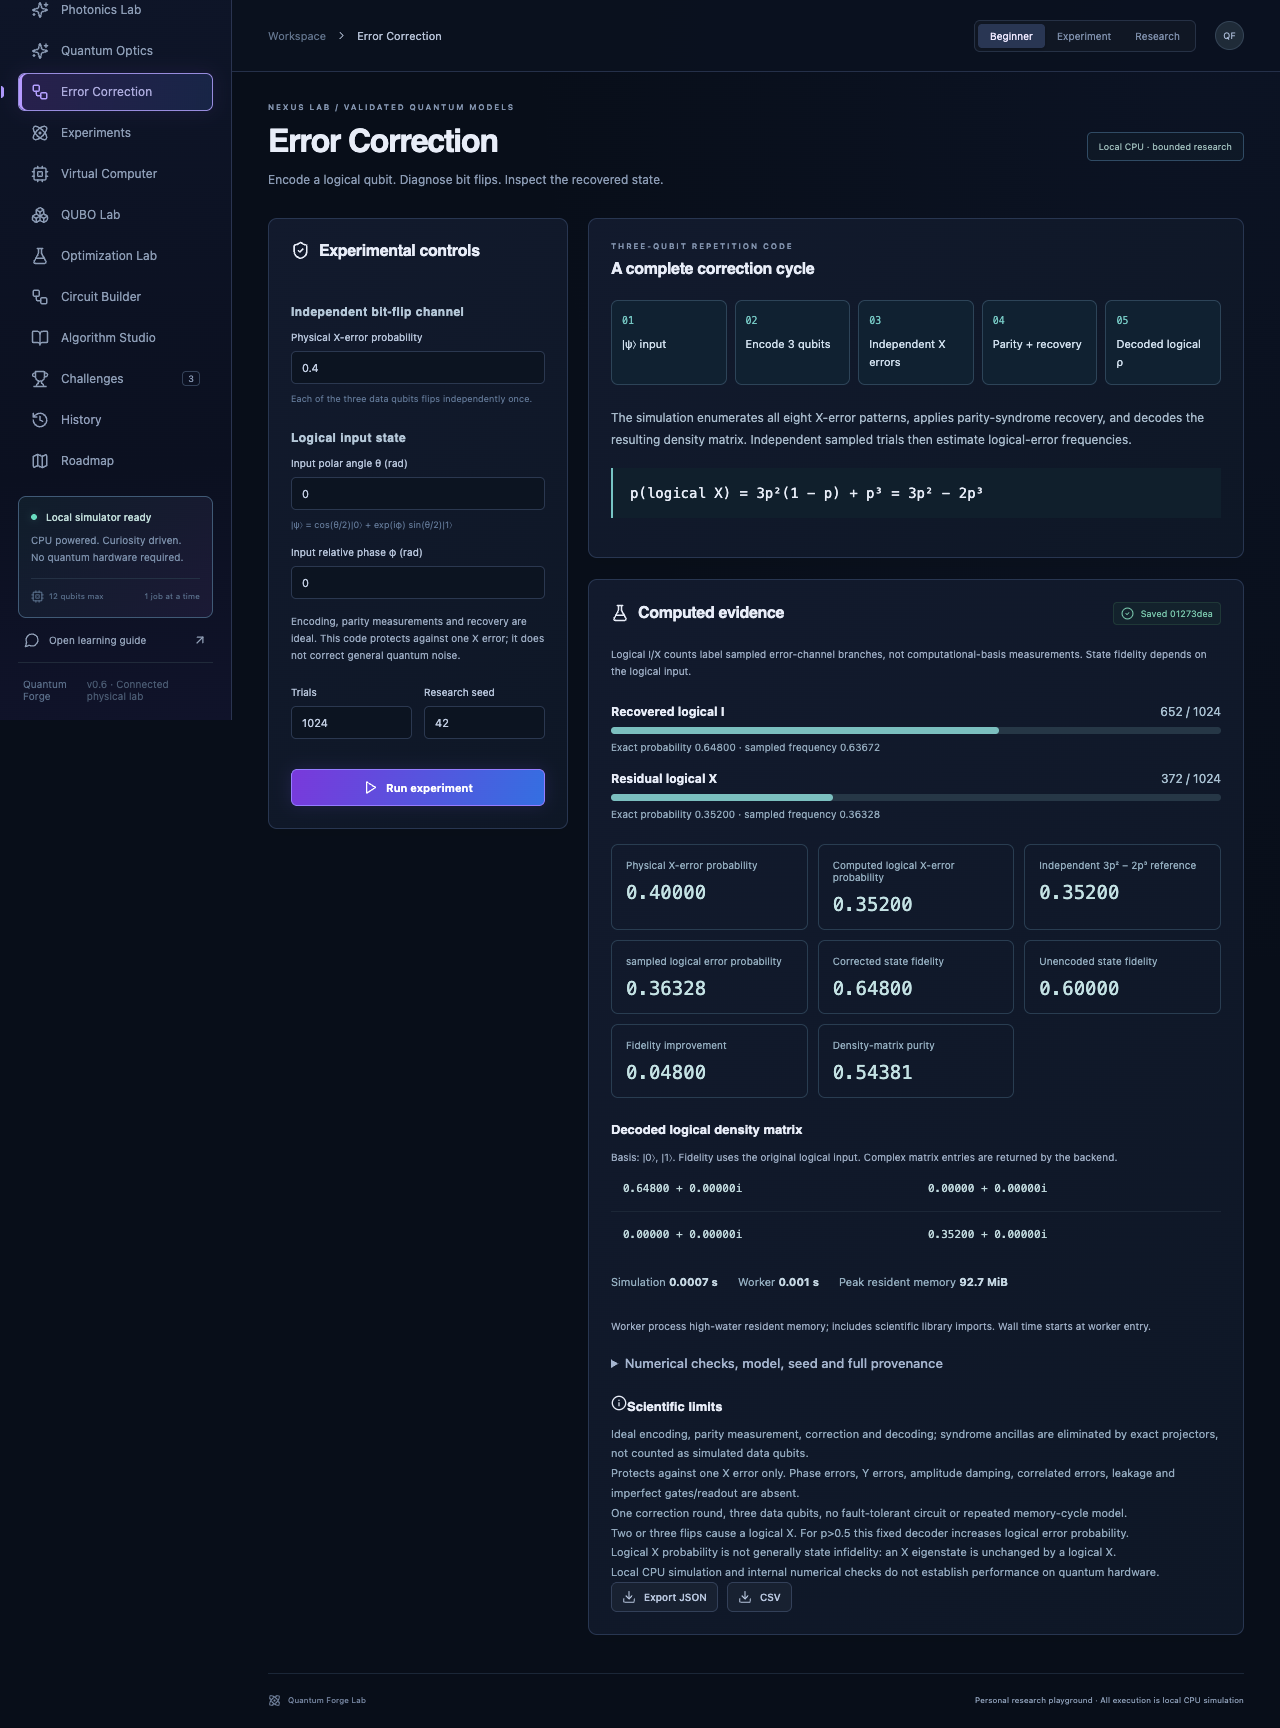 Photonics Lab
Quantum Optics
Error Correction
Experiments
Virtual Computer
QUBO Lab
Optimization Lab
Circuit Builder
Algorithm Studio
Challenges 3
History
Roadmap
Local simulator ready
CPU powered. Curiosity driven.
No quantum hardware required.
12 qubits max 1 job at a time
Open learning guide
Quantum Forge
v0.6 · Connected physical lab
Workspace > Error Correction
Beginner Experiment Research
QF
NEXUS LAB / VALIDATED QUANTUM MODELS
Error Correction
Encode a logical qubit. Diagnose bit flips. Inspect the recovered state.
Local CPU · bounded research
Experimental controls
Independent bit-flip channel
Physical X-error probability
0.4
Each of the three data qubits flips independently once.
Logical input state
Input polar angle θ (rad)
0
|ψ⟩ = cos(θ/2)|0⟩ + exp(iφ) sin(θ/2)|1⟩
Input relative phase φ (rad)
0
Encoding, parity measurements and recovery are
ideal. This code protects against one X error; it does
not correct general quantum noise.
Trials Research seed
1024 42
Run experiment
THREE-QUBIT REPETITION CODE
A complete correction cycle
01
|ψ⟩ input
02
Encode 3 qubits
03
Independent X
errors
04
Parity + recovery
05
Decoded logical
ρ
The simulation enumerates all eight X-error patterns, applies parity-syndrome recovery, and decodes the
resulting density matrix. Independent sampled trials then estimate logical-error frequencies.
p(logical X) = 3p²(1 − p) + p³ = 3p² − 2p³
Computed evidence
Saved 01273dea
Logical I/X counts label sampled error-channel branches, not computational-basis measurements. State fidelity depends on
the logical input.
Recovered logical I 652 / 1024
Exact probability 0.64800 · sampled frequency 0.63672
Residual logical X 372 / 1024
Exact probability 0.35200 · sampled frequency 0.36328
Physical X-error probability
0.40000
Computed logical X-error
probability
0.35200
Independent 3p² − 2p³ reference
0.35200
sampled logical error probability
0.36328
Corrected state fidelity
0.64800
Unencoded state fidelity
0.60000
Fidelity improvement
0.04800
Density-matrix purity
0.54381
Decoded logical density matrix
Basis: |0⟩, |1⟩. Fidelity uses the original logical input. Complex matrix entries are returned by the backend.
0.64800 + 0.00000i 0.00000 + 0.00000i
0.00000 + 0.00000i 0.35200 + 0.00000i
Simulation 0.0007 s Worker 0.001 s Peak resident memory 92.7 MiB
Worker process high-water resident memory; includes scientific library imports. Wall time starts at worker entry.
Numerical checks, model, seed and full provenance
Scientific limits
Ideal encoding, parity measurement, correction and decoding; syndrome ancillas are eliminated by exact projectors,
not counted as simulated data qubits.
Protects against one X error only. Phase errors, Y errors, amplitude damping, correlated errors, leakage and
imperfect gates/readout are absent.
One correction round, three data qubits, no fault-tolerant circuit or repeated memory-cycle model.
Two or three flips cause a logical X. For p>0.5 this fixed decoder increases logical error probability.
Logical X probability is not generally state infidelity: an X eigenstate is unchanged by a logical X.
Local CPU simulation and internal numerical checks do not establish performance on quantum hardware.
Export JSON CSV
Quantum Forge Lab
Personal research playground · All execution is local CPU simulation